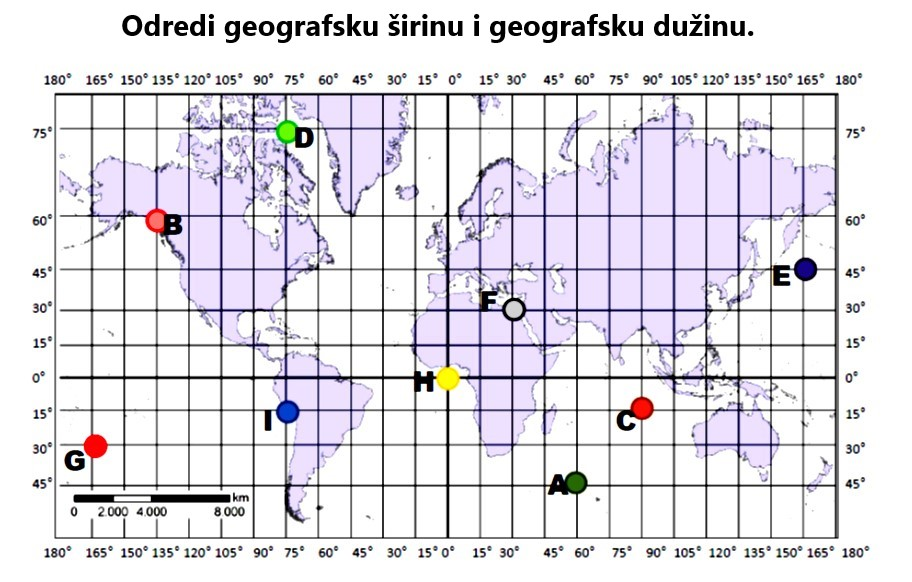 Odredi geografsku širinu i geografsku dužinu.
180° 165° 150° 135° 120° 105° 90° 75° 60° 45° 30° 15° 0° 15° 30° 45° 60° 75° 90° 105° 120° 135° 150° 165° 180°
75° D 75°
60° B 60°
45° E 45°
30° F 30°
15° 15°
0° H 0°
15° I C 15°
30° G 30°
45° A 45°
km
0 2 000 4 000 8 000
180° 165° 150° 135° 120° 105° 90° 75° 60° 45° 30° 15° 0° 15° 30° 45° 60° 75° 90° 105° 120° 135° 150° 165° 180°